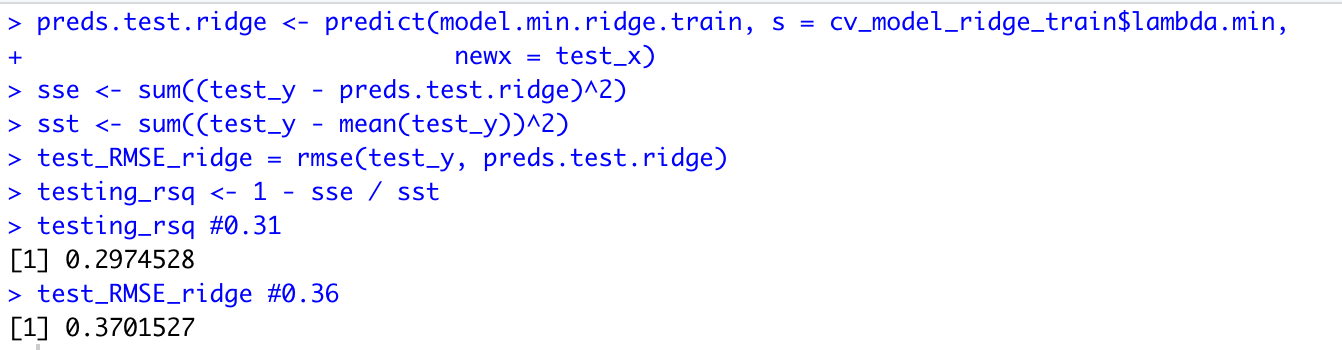 > preds.test.ridge <- predict(model.min.ridge.train, s = cv_model_ridge_train$lambda.min,
+                             newx = test_x)
> sse <- sum((test_y - preds.test.ridge)^2)
> sst <- sum((test_y - mean(test_y))^2)
> test_RMSE_ridge = rmse(test_y, preds.test.ridge)
> testing_rsq <- 1 - sse / sst
> testing_rsq #0.31
[1] 0.2974528
> test_RMSE_ridge #0.36
[1] 0.3701527